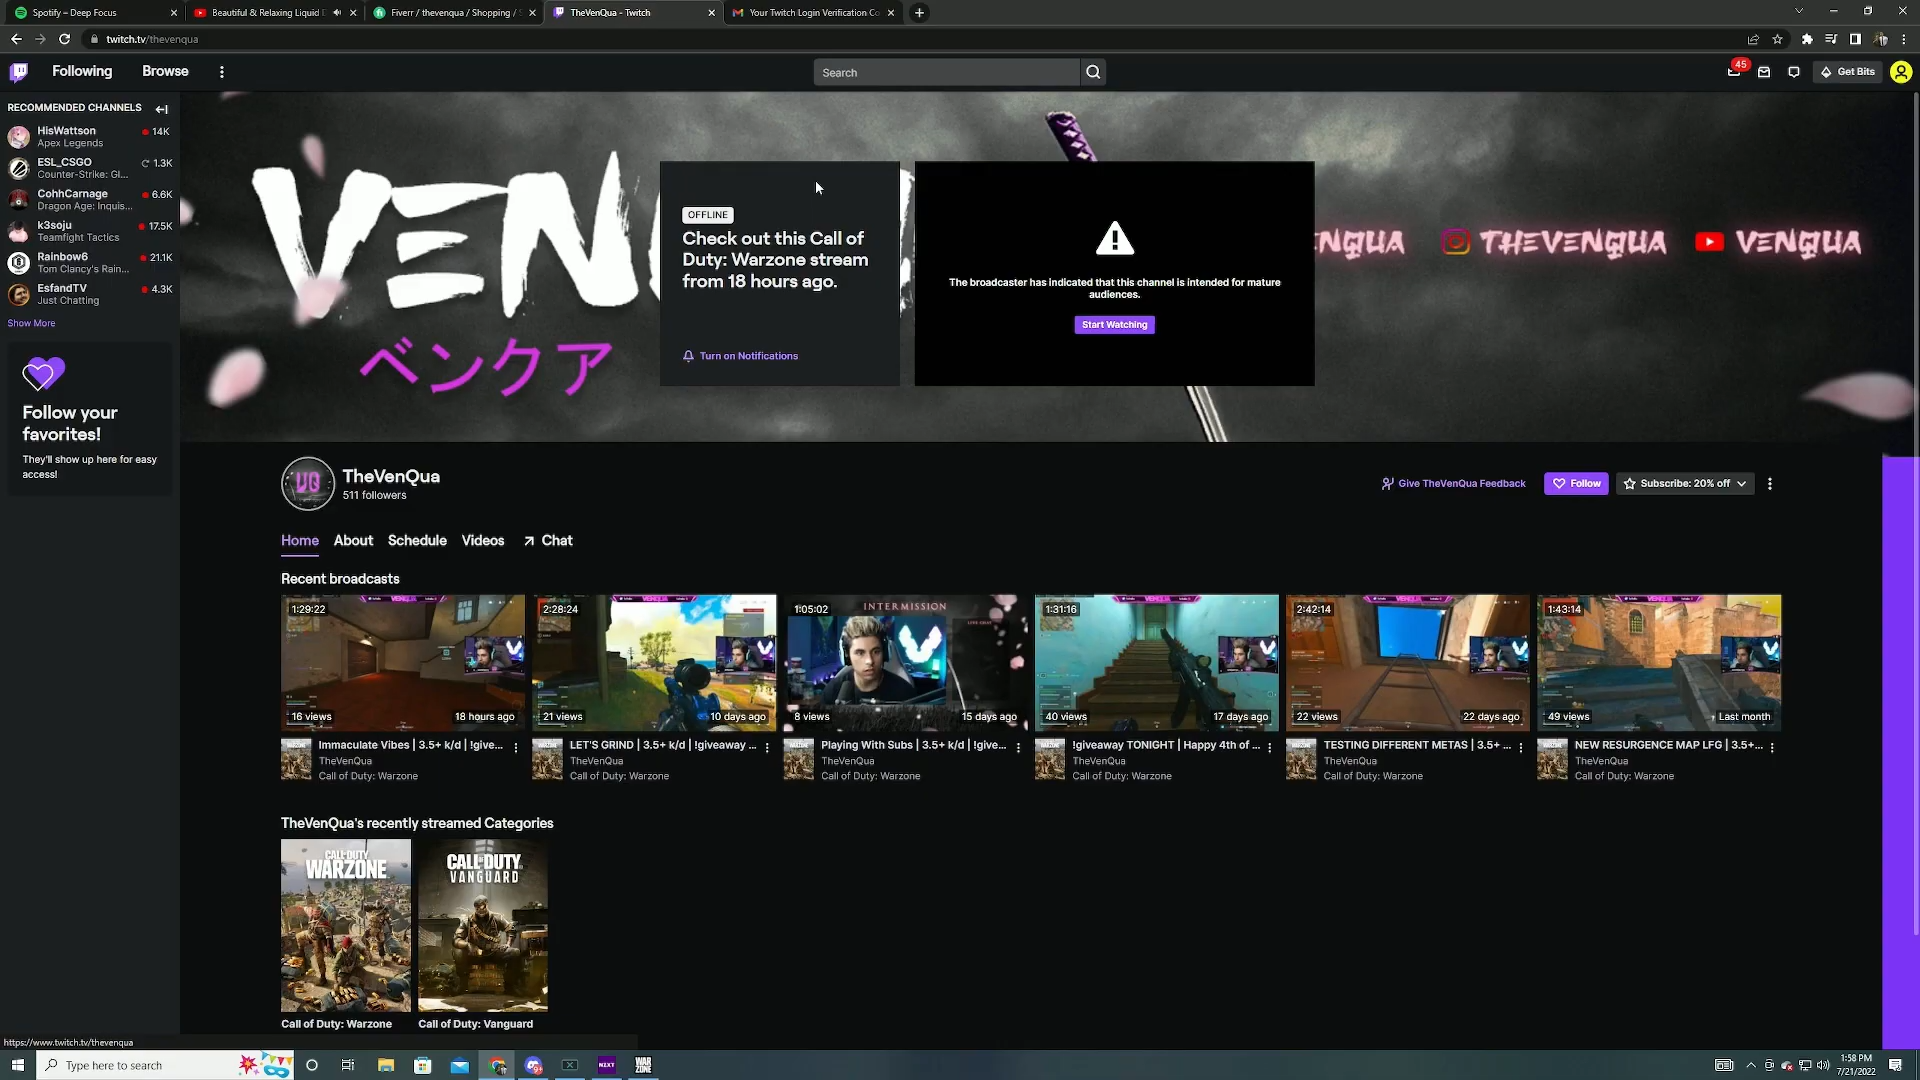 Spotify – Deep Focus
Beautiful & Relaxing Liquid
Fiverr / thevenqua / Shopping /
TheVenQua - Twitch
Your Twitch Login Verification Co
twitch.tv/thevenqua
Following
Browse
Search
45
Get Bits
RECOMMENDED CHANNELS
HisWattson
14K
Apex Legends
ESL_CSGO
1.3K
Counter-Strike: Gl...
CohhCarnage
6.6K
Dragon Age: Inquis...
k3soju
17.5K
Teamfight Tactics
Rainbow6
21.1K
Tom Clancy's Rain...
EsfandTV
4.3K
Just Chatting
Show More
Follow your
favorites!
They'll show up here for easy
access!
VEN
ベンクア
OFFLINE
Check out this Call of
Duty: Warzone stream
from 18 hours ago.
Turn on Notifications
The broadcaster has indicated that this channel is intended for mature
audiences.
Start Watching
NQUA
THEVENQUA
VENQUA
VQ
TheVenQua
511 followers
Give TheVenQua Feedback
Follow
Subscribe: 20% off
Home
About
Schedule
Videos
Chat
Recent broadcasts
1:29:22
16 views
18 hours ago
Immaculate Vibes | 3.5+ k/d | !give...
TheVenQua
Call of Duty: Warzone
2:28:24
21 views
10 days ago
LET'S GRIND | 3.5+ k/d | !giveaway ...
TheVenQua
Call of Duty: Warzone
1:05:02
INTERMISSION
8 views
15 days ago
Playing With Subs | 3.5+ k/d | !give...
TheVenQua
Call of Duty: Warzone
1:31:16
40 views
17 days ago
!giveaway TONIGHT | Happy 4th of ...
TheVenQua
Call of Duty: Warzone
2:42:14
22 views
22 days ago
TESTING DIFFERENT METAS | 3.5+ ...
TheVenQua
Call of Duty: Warzone
1:43:14
49 views
Last month
NEW RESURGENCE MAP LFG | 3.5+...
TheVenQua
Call of Duty: Warzone
TheVenQua's recently streamed Categories
CALL OF DUTY
WARZONE
Call of Duty: Warzone
CALL OF DUTY
VANGUARD
Call of Duty: Vanguard
https://www.twitch.tv/thevenqua
Type here to search
NZXT
WAR
ZONE
1:58 PM
7/21/2022